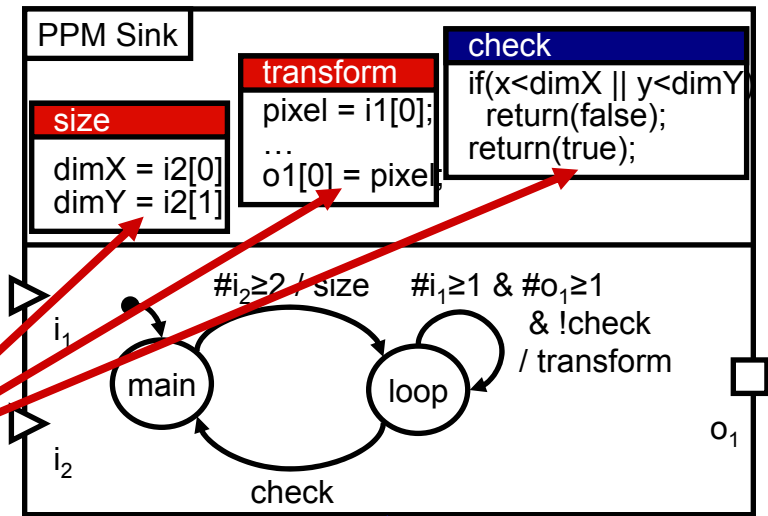 PPM Sink
size
dimX = i2[0]
dimY = i2[1]
transform
pixel = i1[0];
…
o1[0] = pixel;
check
if(x<dimX || y<dimY)
return(false);
return(true);
#i₂≥2 / size
#i₁≥1 & #o₁≥1
& !check
/ transform
i₁
main
loop
o₁
i₂
check